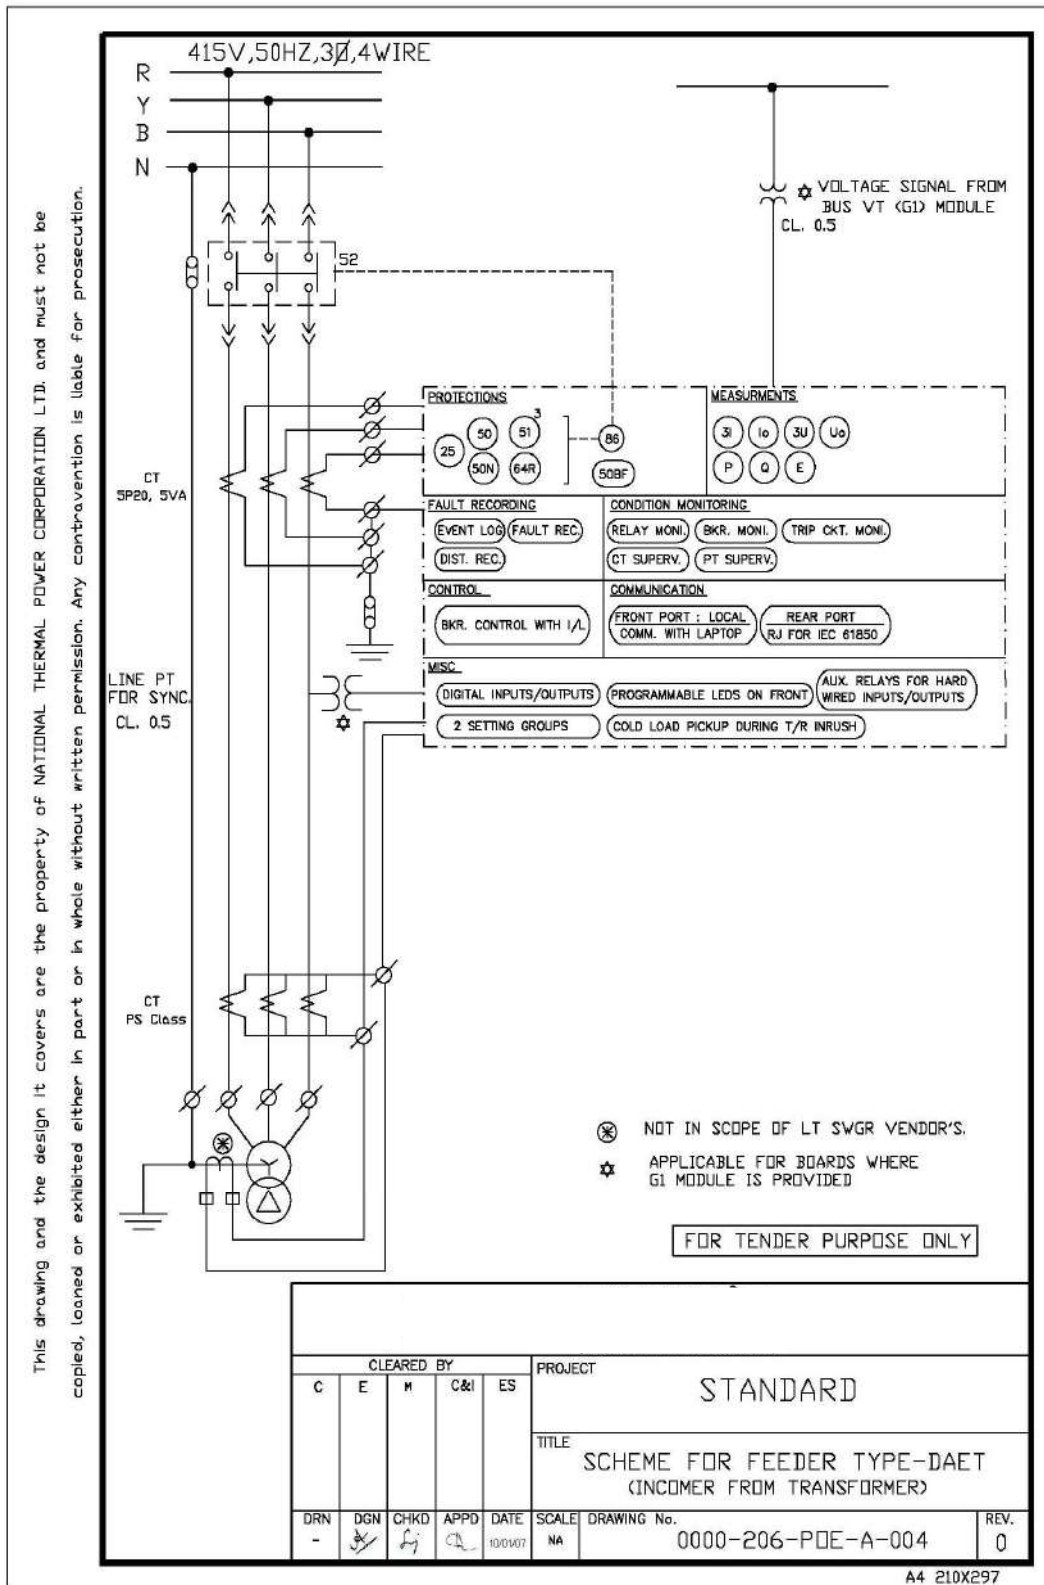 This drawing and the design it covers are the property of NATIONAL THERMAL POWER CORPORATION LTD. and must not be
copied, loaned or exhibited either in part or in whole without written permission. Any contravention is liable for prosecution.
415V,50HZ,3Ø,4WIRE
R
Y
B
N
VOLTAGE SIGNAL FROM
BUS VT (G1) MODULE
CL. 0.5
52
PROTECTIONS
25
50
51
3
50N
64R
86
50BF
MEASURMENTS
3I
Io
3U
Uo
P
Q
E
CT
5P20, 5VA
FAULT RECORDING
EVENT LOG
FAULT REC.
DIST. REC.
CONDITION MONITORING
RELAY MONI.
BKR. MONI.
TRIP CKT. MONI.
CT SUPERV.
PT SUPERV.
CONTROL
BKR. CONTROL WITH I/L
COMMUNICATION
FRONT PORT : LOCAL
COMM. WITH LAPTOP
REAR PORT
RJ FOR IEC 61850
MISC
DIGITAL INPUTS/OUTPUTS
PROGRAMMABLE LEDS ON FRONT
AUX. RELAYS FOR HARD
WIRED INPUTS/OUTPUTS
2 SETTING GROUPS
COLD LOAD PICKUP DURING T/R INRUSH
LINE PT
FOR SYNC.
CL. 0.5
CT
PS Class
NOT IN SCOPE OF LT SWGR VENDOR'S.
APPLICABLE FOR BOARDS WHERE
G1 MODULE IS PROVIDED
FOR TENDER PURPOSE ONLY
CLEARED BY
C E M C&I ES
PROJECT
STANDARD
TITLE
SCHEME FOR FEEDER TYPE-DAET
(INCOMER FROM TRANSFORMER)
DRN DGN CHKD APPD DATE SCALE DRAWING No. REV.
- 10/01/07 NA 0000-206-POE-A-004 0
A4 210X297